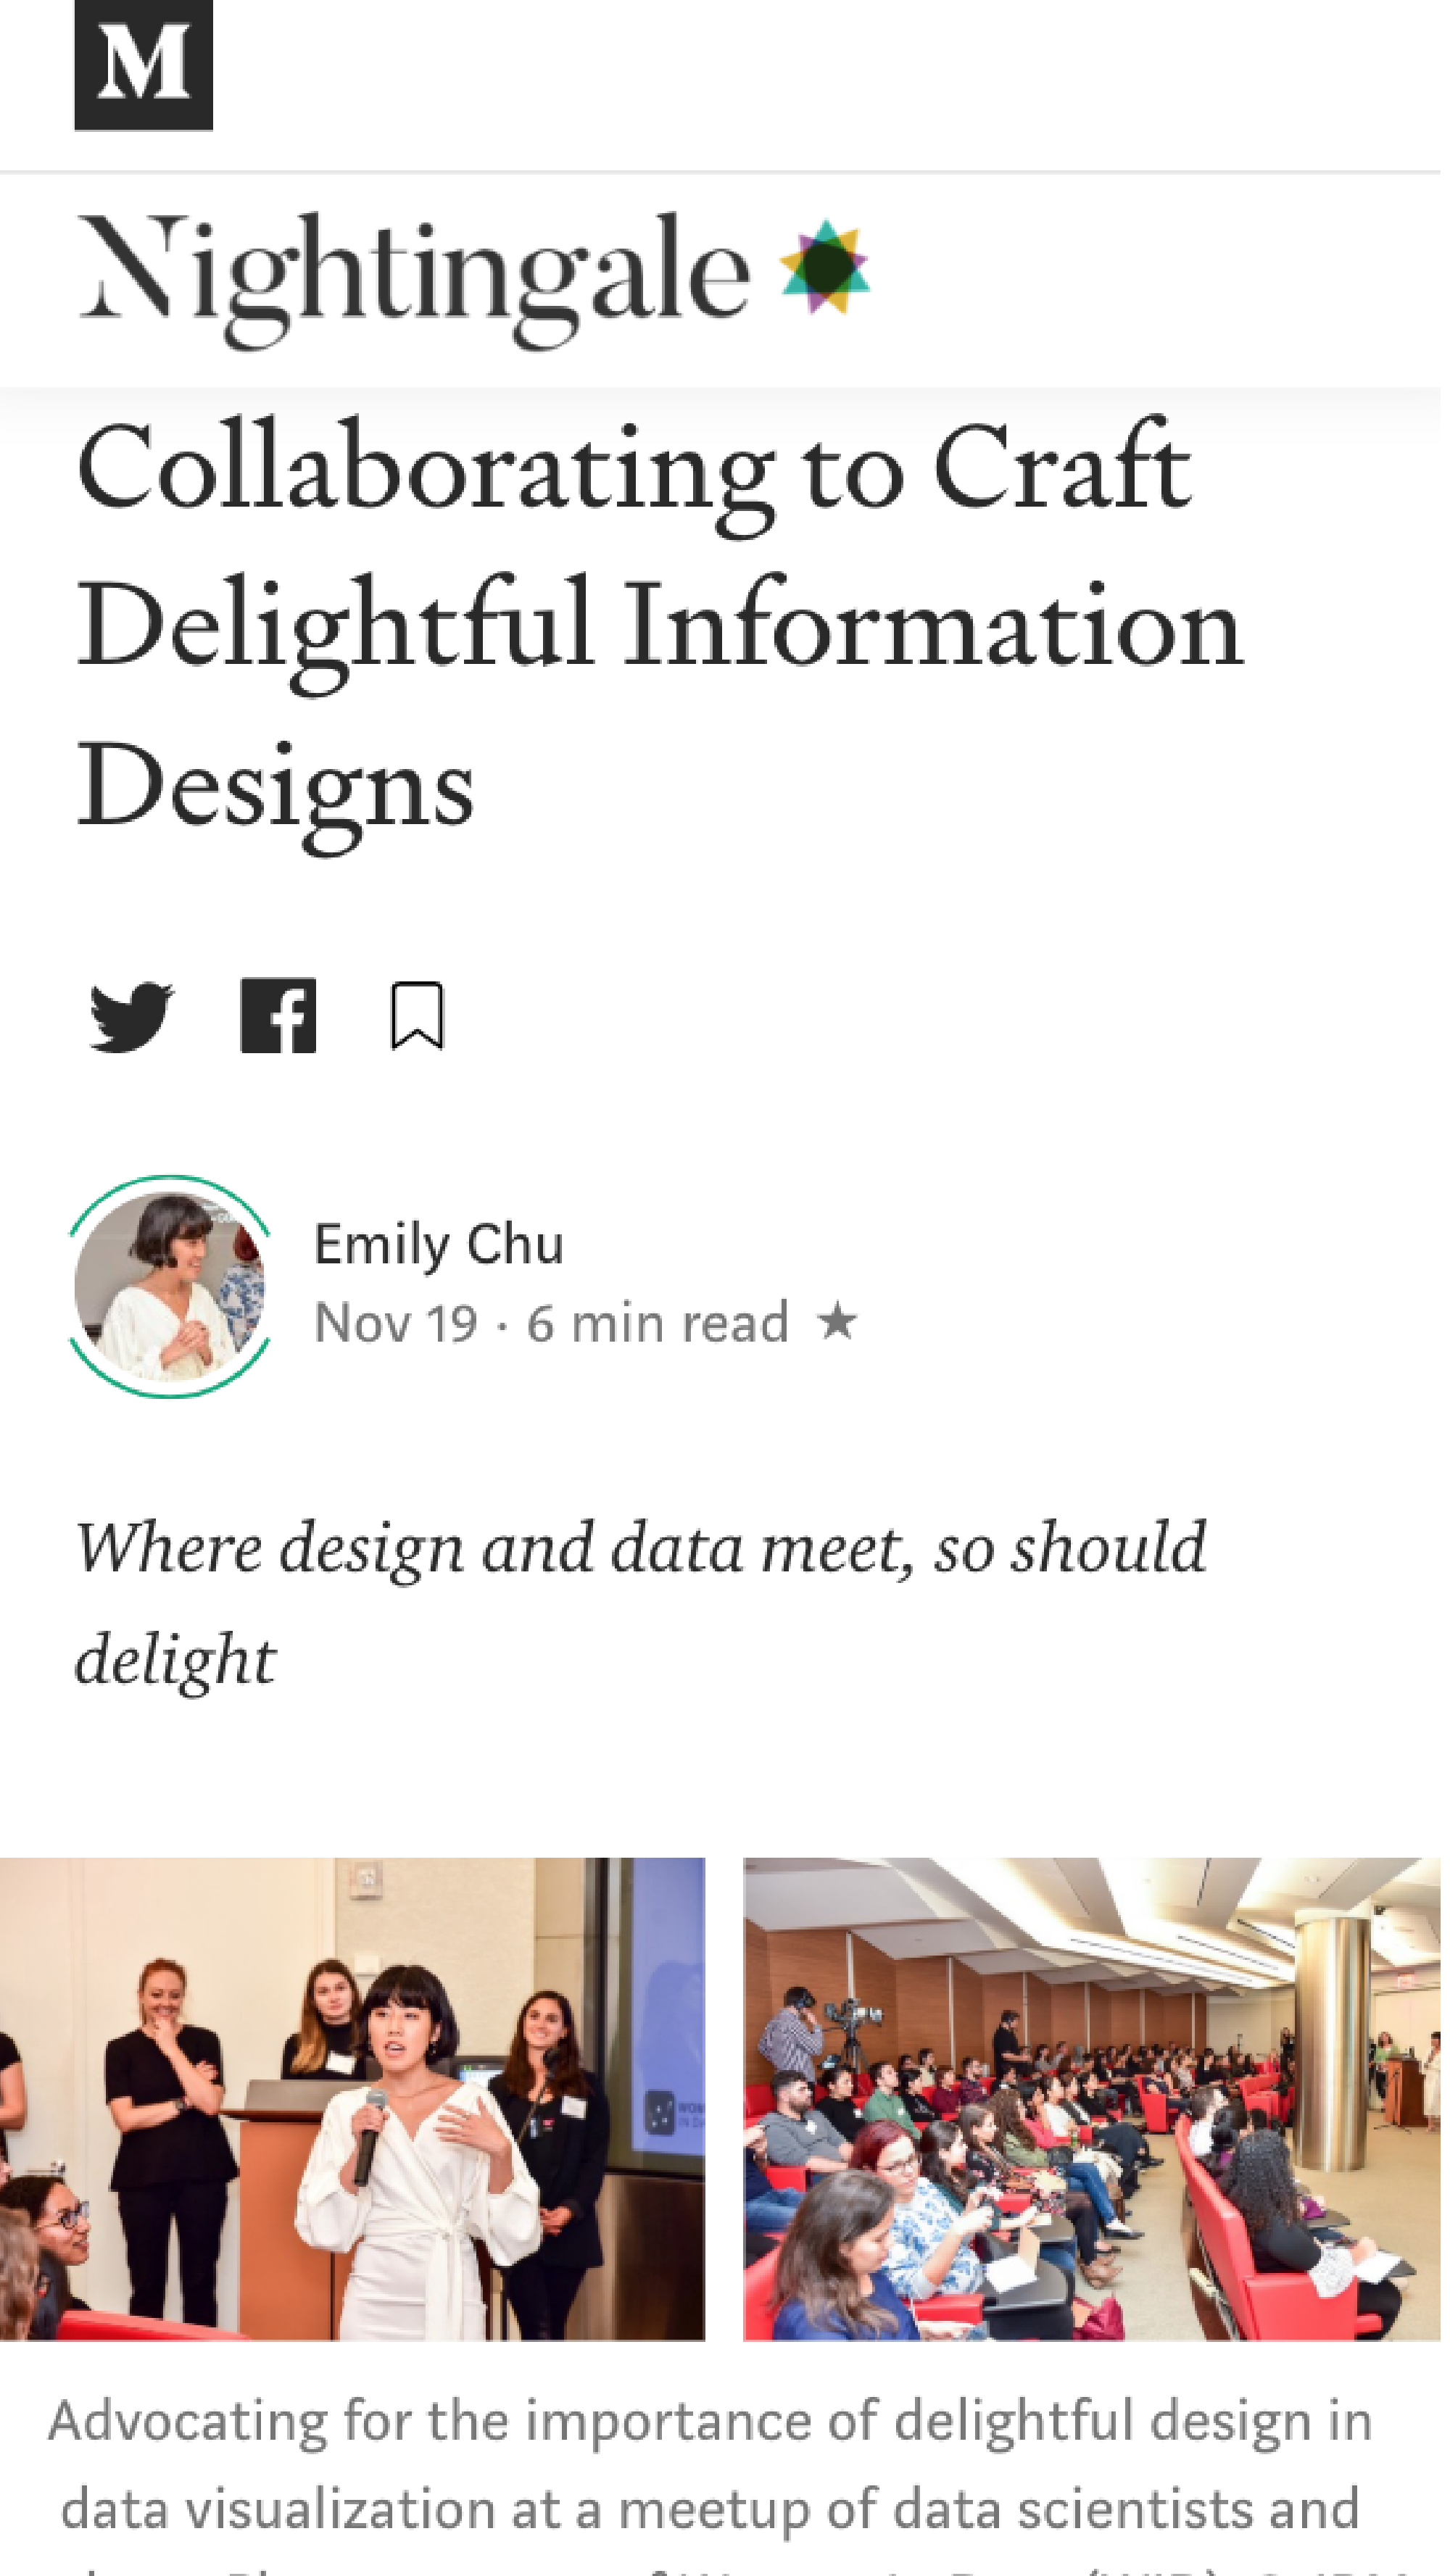 M
Nightingale
Collaborating to Craft
Delightful Information
Designs
Emily Chu
Nov 19 · 6 min read ★
Where design and data meet, so should
delight
Advocating for the importance of delightful design in
data visualization at a meetup of data scientists and